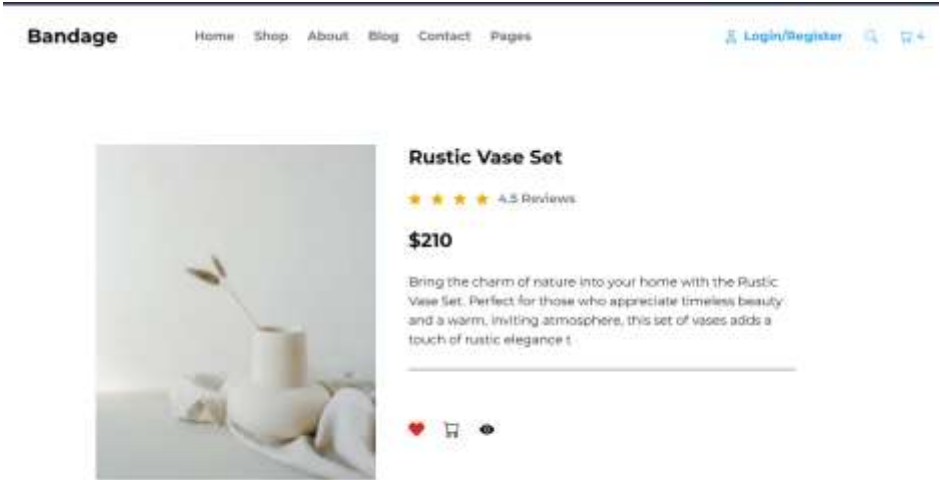 Bandage
Home Shop About Blog Contact Pages
Login/Register
4
Rustic Vase Set
4.5 Reviews
$210
Bring the charm of nature into your home with the Rustic
Vase Set. Perfect for those who appreciate timeless beauty
and a warm, inviting atmosphere, this set of vases adds a
touch of rustic elegance t